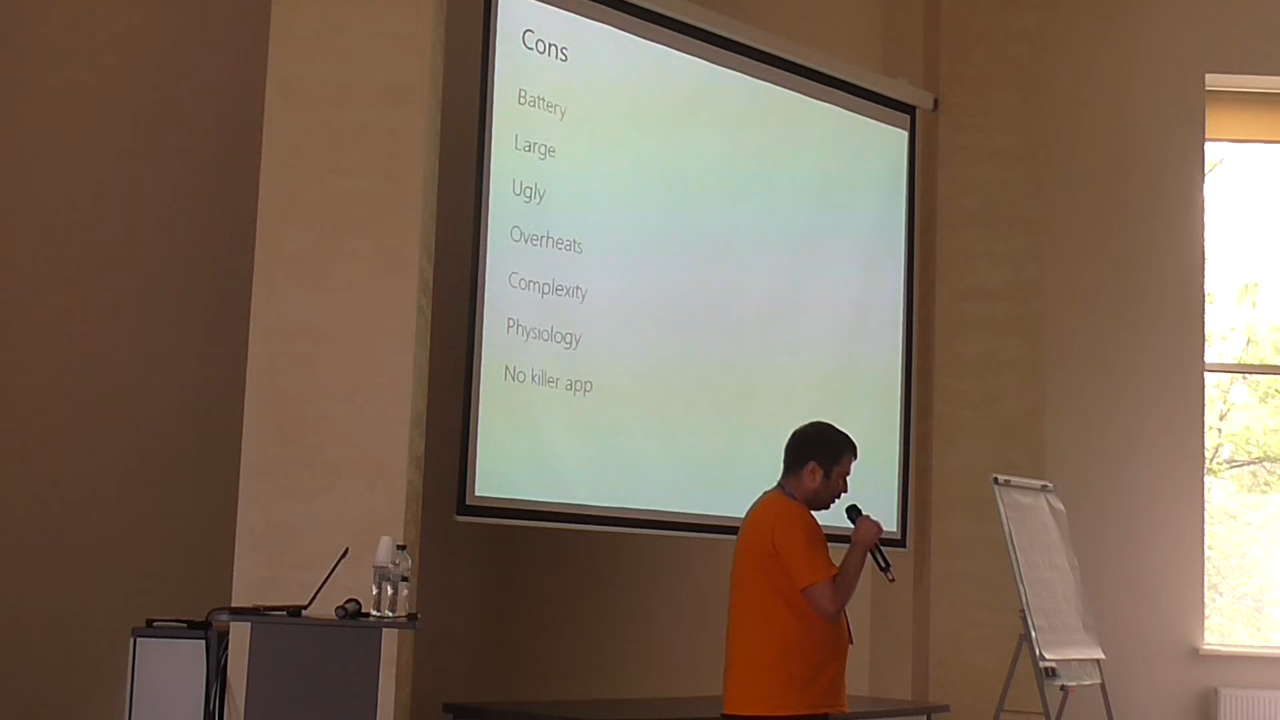 Cons
Battery
Large
Ugly
Overheats
Complexity
Physiology
No killer app